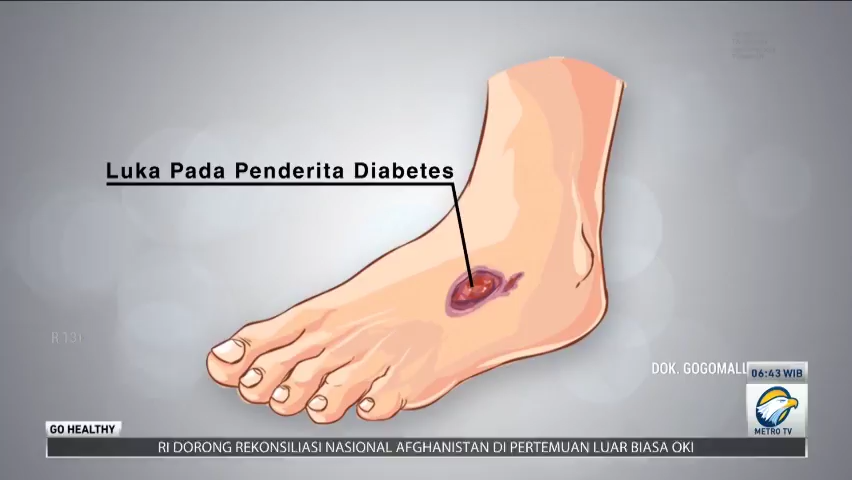 Luka Pada Penderita Diabetes
DOK. GOGOMALL
06:43 WIB
METRO TV
GO HEALTHY
RI DORONG REKONSILIASI NASIONAL AFGHANISTAN DI PERTEMUAN LUAR BIASA OKI